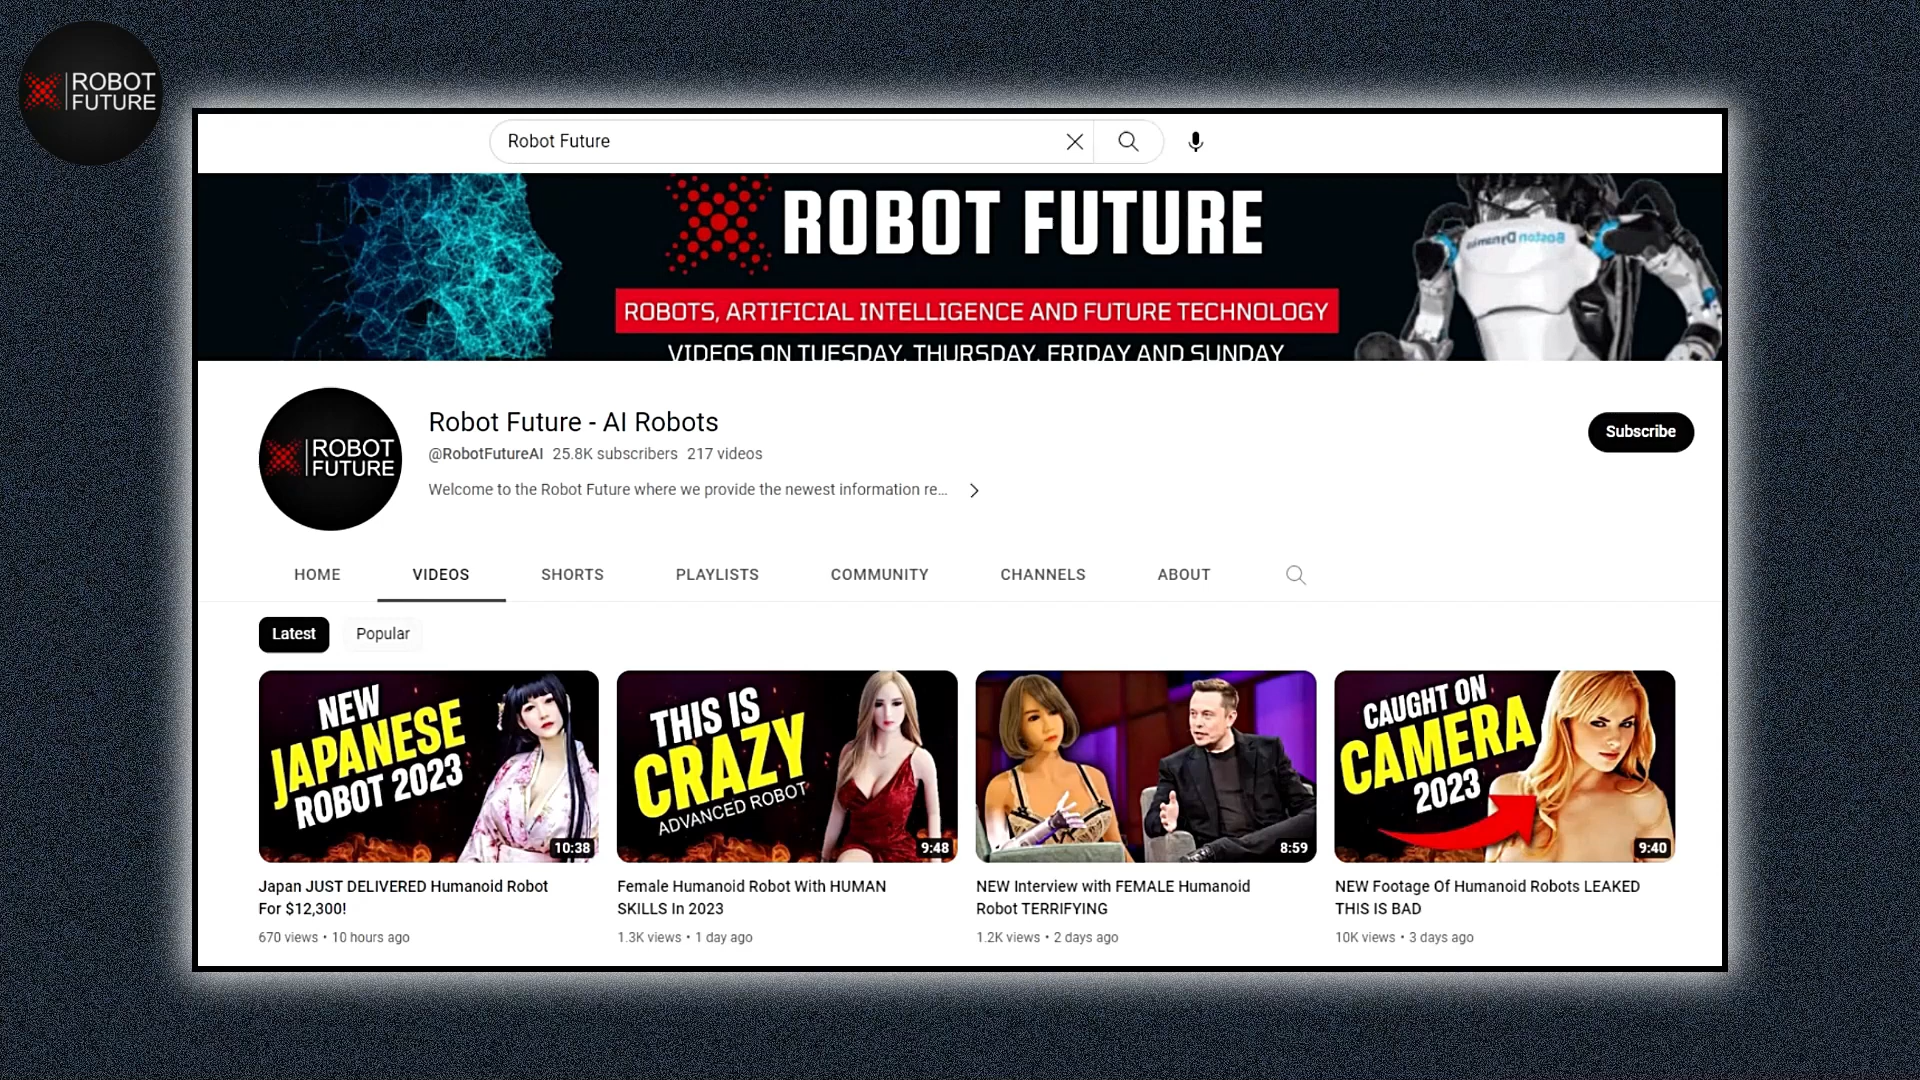 ROBOT
FUTURE
Robot Future
ROBOT FUTURE
ROBOTS, ARTIFICIAL INTELLIGENCE AND FUTURE TECHNOLOGY
VIDEOS ON TUESDAY, THURSDAY, FRIDAY AND SUNDAY
Boston Dynamics
ROBOT
FUTURE
Robot Future - AI Robots
@RobotFutureAI 25.8K subscribers 217 videos
Welcome to the Robot Future where we provide the newest information re...
Subscribe
HOME VIDEOS SHORTS PLAYLISTS COMMUNITY CHANNELS ABOUT
Latest Popular
NEW
JAPANESE
ROBOT 2023
10:38
THIS IS
CRAZY
ADVANCED ROBOT
9:48
8:59
CAUGHT ON
CAMERA
2023
9:40
Japan JUST DELIVERED Humanoid Robot
For $12,300!
670 views • 10 hours ago
Female Humanoid Robot With HUMAN
SKILLS In 2023
1.3K views • 1 day ago
NEW Interview with FEMALE Humanoid
Robot TERRIFYING
1.2K views • 2 days ago
NEW Footage Of Humanoid Robots LEAKED
THIS IS BAD
10K views • 3 days ago